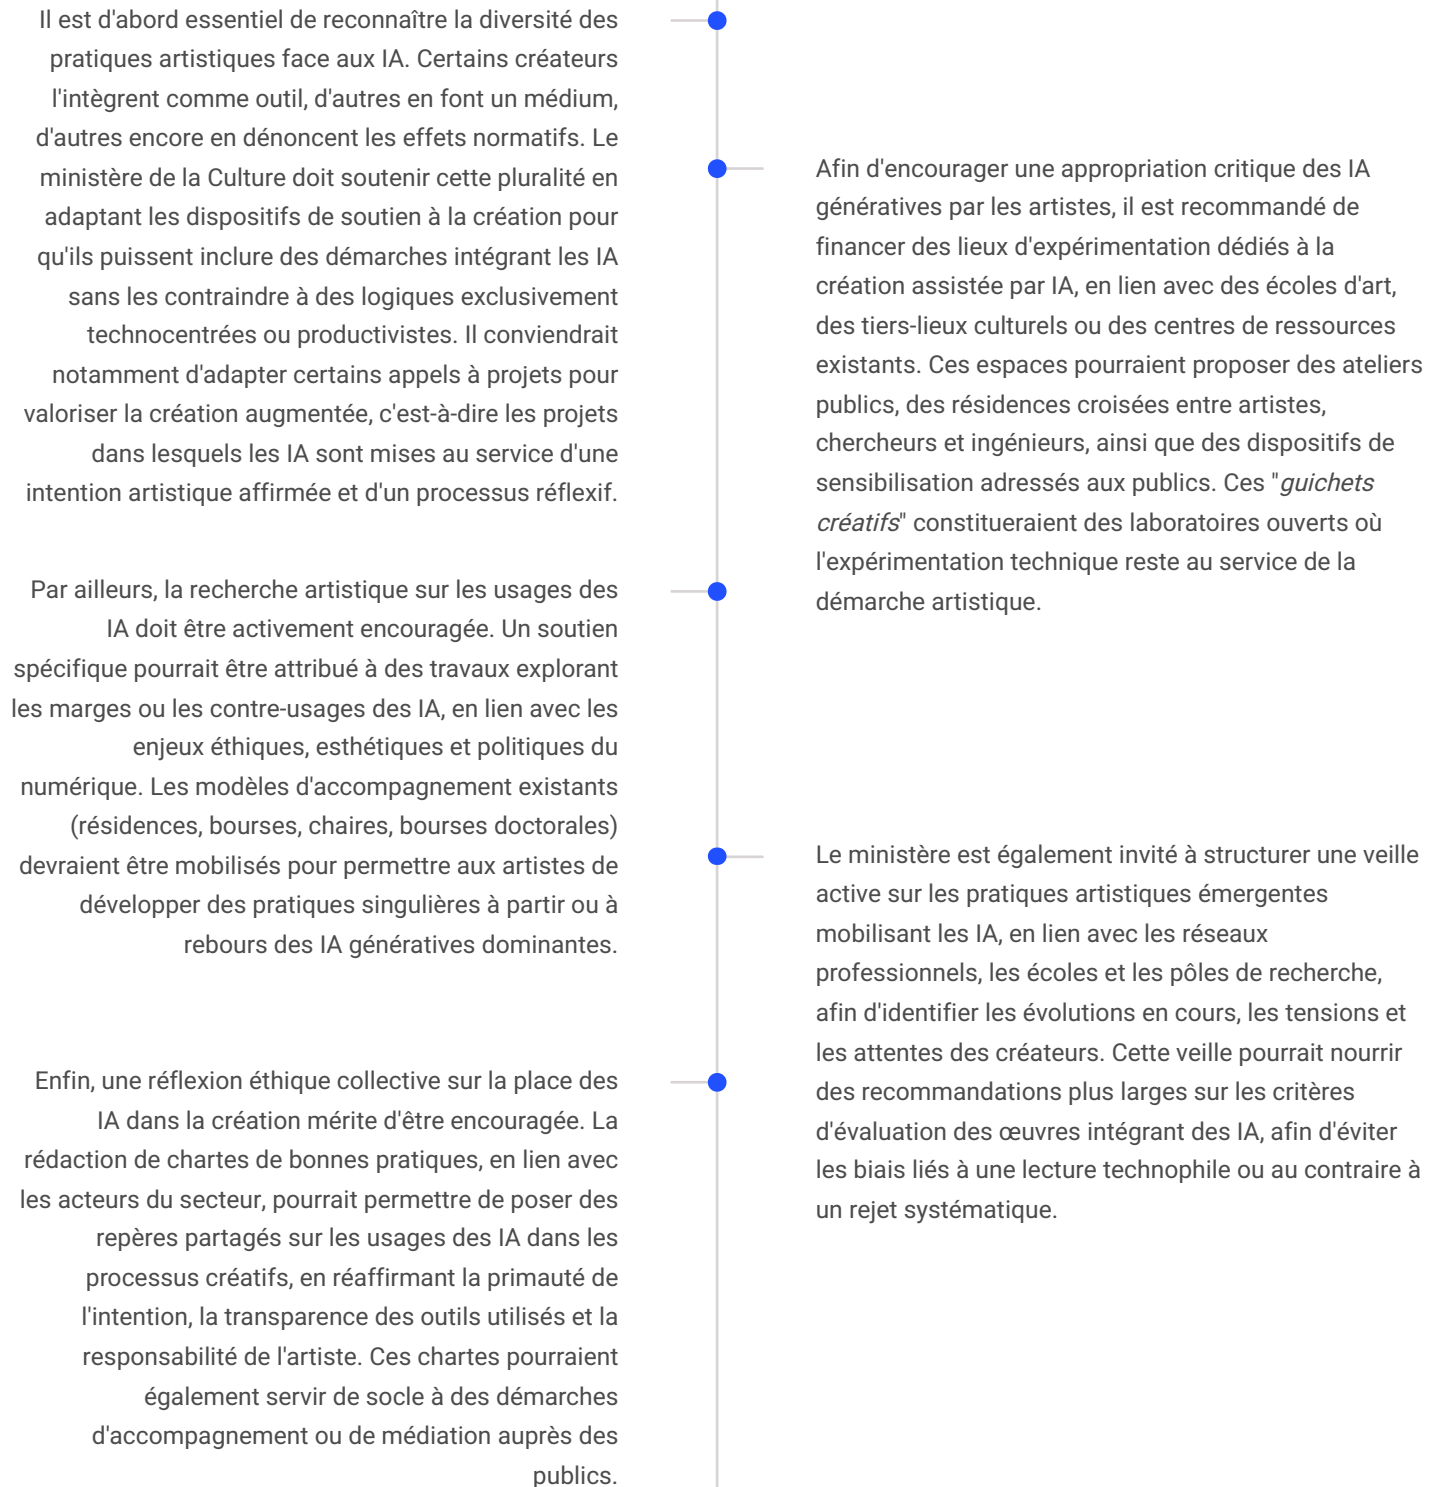 Il est d'abord essentiel de reconnaître la diversité des
pratiques artistiques face aux IA. Certains créateurs
l'intègrent comme outil, d'autres en font un médium,
d'autres encore en dénoncent les effets normatifs. Le
ministère de la Culture doit soutenir cette pluralité en
adaptant les dispositifs de soutien à la création pour
qu'ils puissent inclure des démarches intégrant les IA
sans les contraindre à des logiques exclusivement
technocentrées ou productivistes. Il conviendrait
notamment d'adapter certains appels à projets pour
valoriser la création augmentée, c'est-à-dire les projets
dans lesquels les IA sont mises au service d'une
intention artistique affirmée et d'un processus réflexif.
Afin d'encourager une appropriation critique des IA
génératives par les artistes, il est recommandé de
financer des lieux d'expérimentation dédiés à la
création assistée par IA, en lien avec des écoles d'art,
des tiers-lieux culturels ou des centres de ressources
existants. Ces espaces pourraient proposer des ateliers
publics, des résidences croisées entre artistes,
chercheurs et ingénieurs, ainsi que des dispositifs de
sensibilisation adressés aux publics. Ces "guichets
créatifs" constitueraient des laboratoires ouverts où
l'expérimentation technique reste au service de la
démarche artistique.
Par ailleurs, la recherche artistique sur les usages des
IA doit être activement encouragée. Un soutien
spécifique pourrait être attribué à des travaux explorant
les marges ou les contre-usages des IA, en lien avec les
enjeux éthiques, esthétiques et politiques du
numérique. Les modèles d'accompagnement existants
(résidences, bourses, chaires, bourses doctorales)
devraient être mobilisés pour permettre aux artistes de
développer des pratiques singulières à partir ou à
rebours des IA génératives dominantes.
Le ministère est également invité à structurer une veille
active sur les pratiques artistiques émergentes
mobilisant les IA, en lien avec les réseaux
professionnels, les écoles et les pôles de recherche,
afin d'identifier les évolutions en cours, les tensions et
les attentes des créateurs. Cette veille pourrait nourrir
des recommandations plus larges sur les critères
d'évaluation des œuvres intégrant des IA, afin d'éviter
les biais liés à une lecture technophile ou au contraire à
un rejet systématique.
Enfin, une réflexion éthique collective sur la place des
IA dans la création mérite d'être encouragée. La
rédaction de chartes de bonnes pratiques, en lien avec
les acteurs du secteur, pourrait permettre de poser des
repères partagés sur les usages des IA dans les
processus créatifs, en réaffirmant la primauté de
l'intention, la transparence des outils utilisés et la
responsabilité de l'artiste. Ces chartes pourraient
également servir de socle à des démarches
d'accompagnement ou de médiation auprès des
publics.